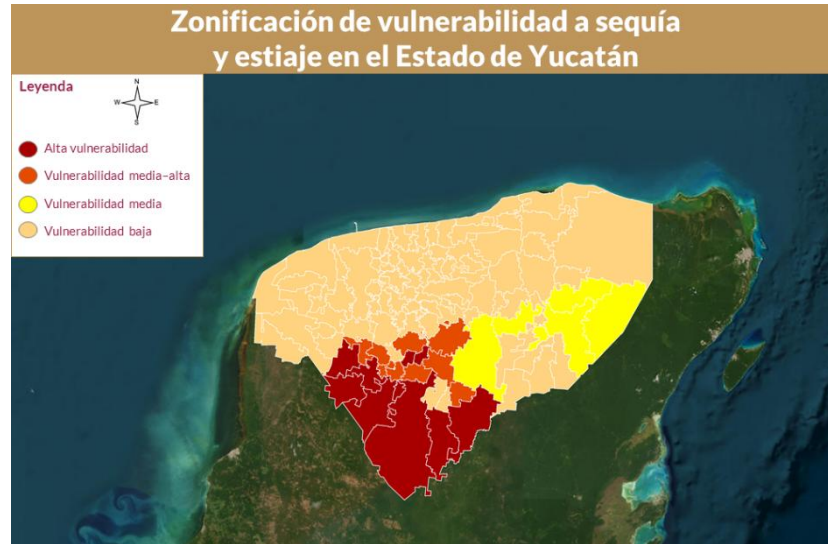 Zonificación de vulnerabilidad a sequía
y estiaje en el Estado de Yucatán
Leyenda
N
W E
S
Alta vulnerabilidad
Vulnerabilidad media-alta
Vulnerabilidad media
Vulnerabilidad baja